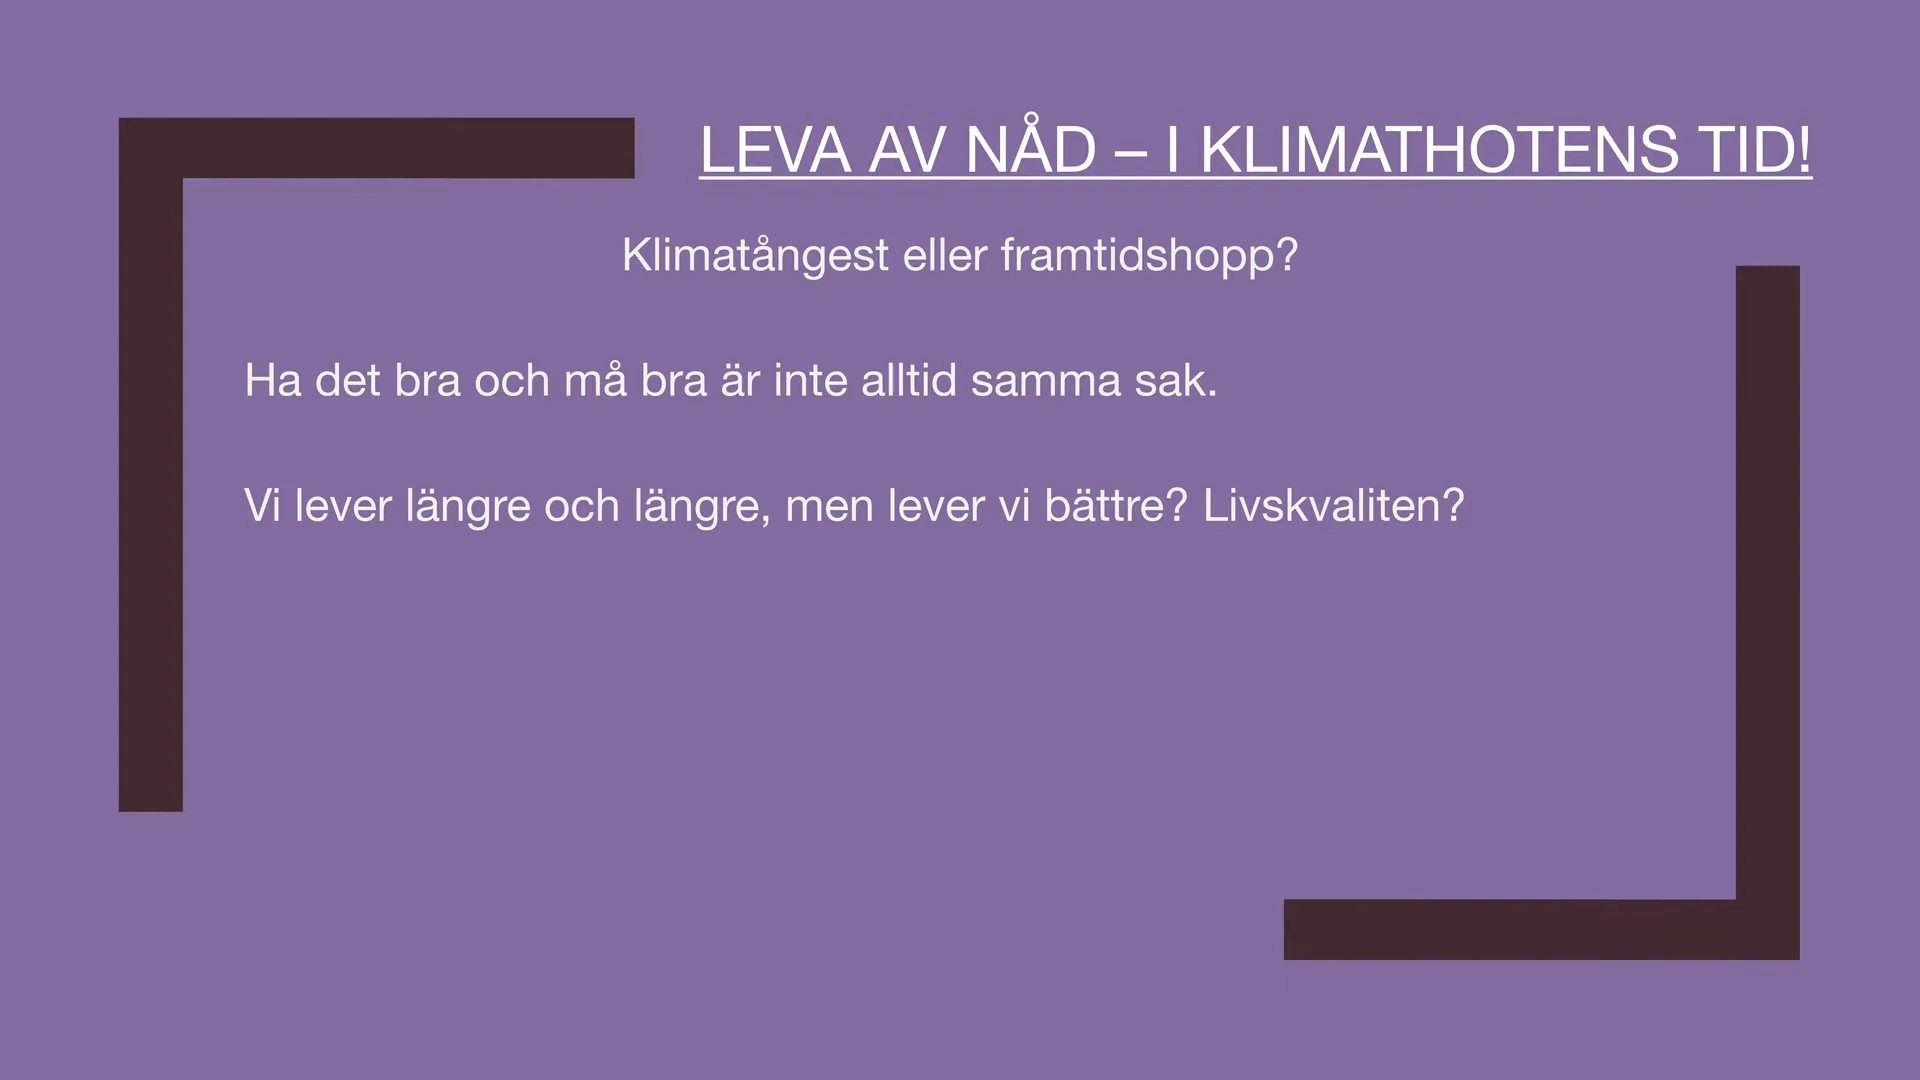 LEVA AV NÅD – I KLIMATHOTENS TID!
Klimatångest eller framtidshopp?
Ha det bra och må bra är inte alltid samma sak.
Vi lever längre och längre, men lever vi bättre? Livskvaliten?